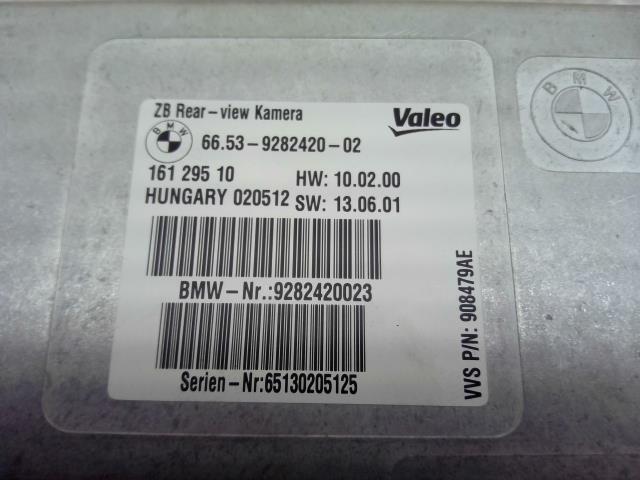 ZB Rear-view Kamera
Valeo
BMW
66.53-9282420-02
161 295 10
HW: 10.02.00
HUNGARY 020512
SW: 13.06.01
BMW-Nr.:9282420023
Serien-Nr:65130205125
VVS P/N: 908479AE
BMW